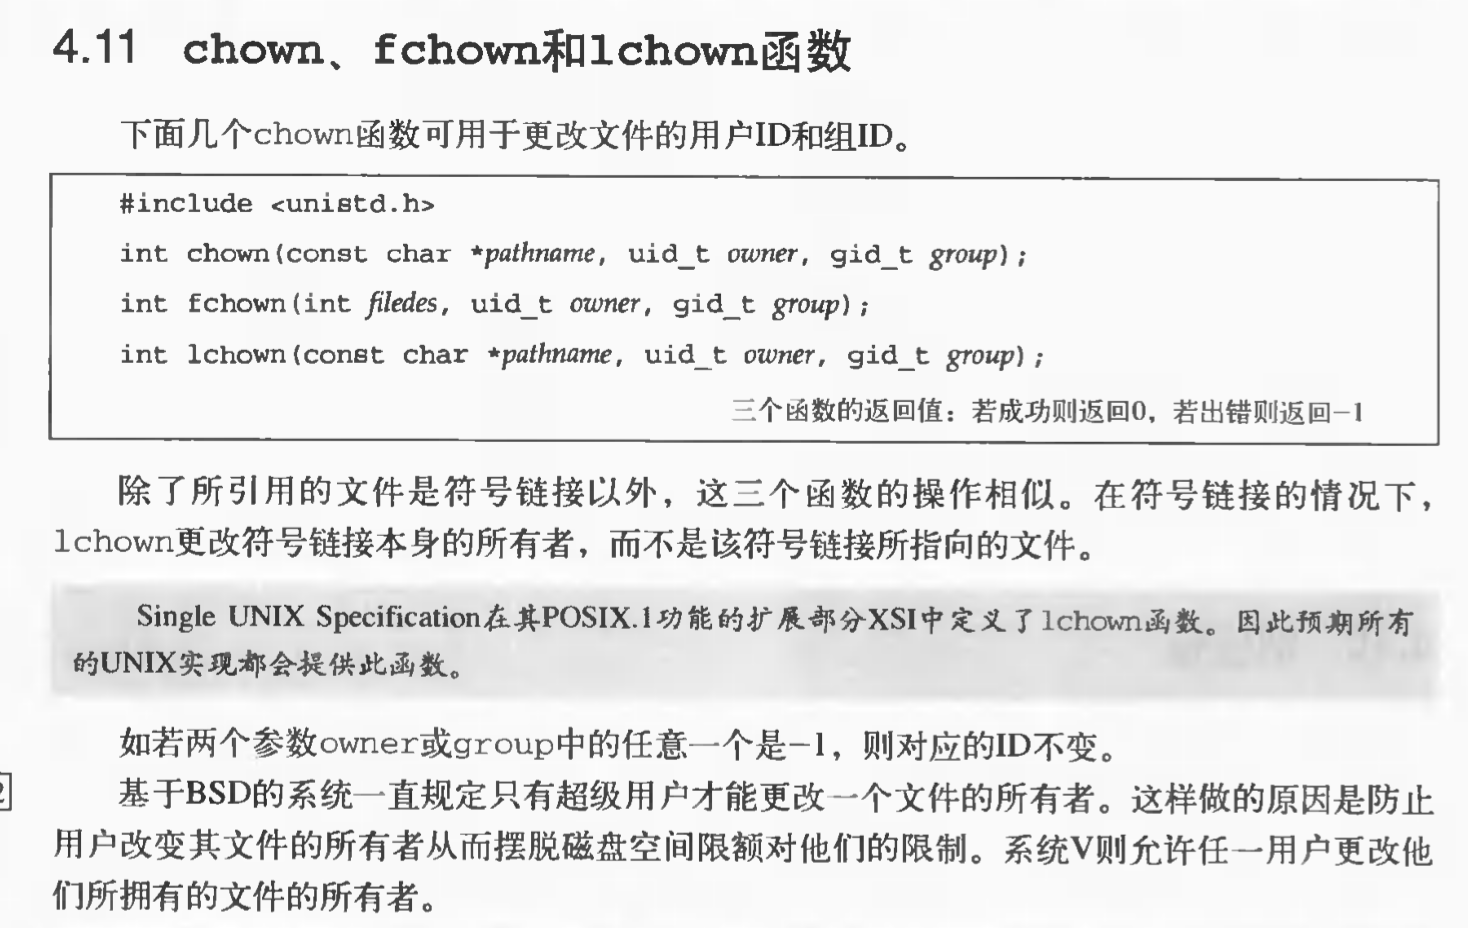 4.11 chown、fchown和lchown函数
下面几个chown函数可用于更改文件的用户ID和组ID。
#include <unistd.h>
int chown(const char *pathname, uid_t owner, gid_t group);
int fchown(int filedes, uid_t owner, gid_t group);
int lchown(const char *pathname, uid_t owner, gid_t group);
三个函数的返回值：若成功则返回0，若出错则返回-1
除了所引用的文件是符号链接以外，这三个函数的操作相似。在符号链接的情况下，
lchown更改符号链接本身的所有者，而不是该符号链接所指向的文件。
Single UNIX Specification在其POSIX.1功能的扩展部分XSI中定义了lchown函数。因此预期所有
的UNIX实现都会提供此函数。
如若两个参数owner或group中的任意一个是-1，则对应的ID不变。
基于BSD的系统一直规定只有超级用户才能更改一个文件的所有者。这样做的原因是防止
用户改变其文件的所有者从而摆脱磁盘空间限额对他们的限制。系统V则允许任一用户更改他
们所拥有的文件的所有者。